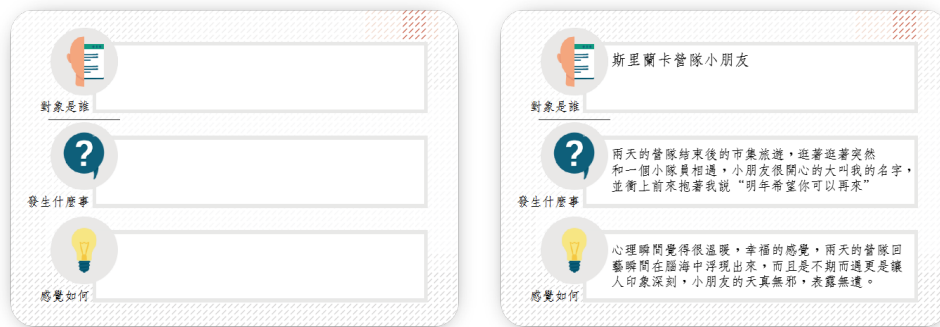 對象是誰
發生什麼事
感覺如何
斯里蘭卡營隊小朋友
對象是誰
兩天的營隊結束後的市集旅遊，逛著逛著突然
和一個小隊員相遇，小朋友很開心的大叫我的名字，
並衝上前來抱著我說“明年希望你可以再來”
發生什麼事
心理瞬間覺得很溫暖，幸福的感覺，兩天的營隊回
藝瞬間在腦海中浮現出來，而且是不期而遇更是讓
人印象深刻，小朋友的天真無邪，表露無遺。
感覺如何